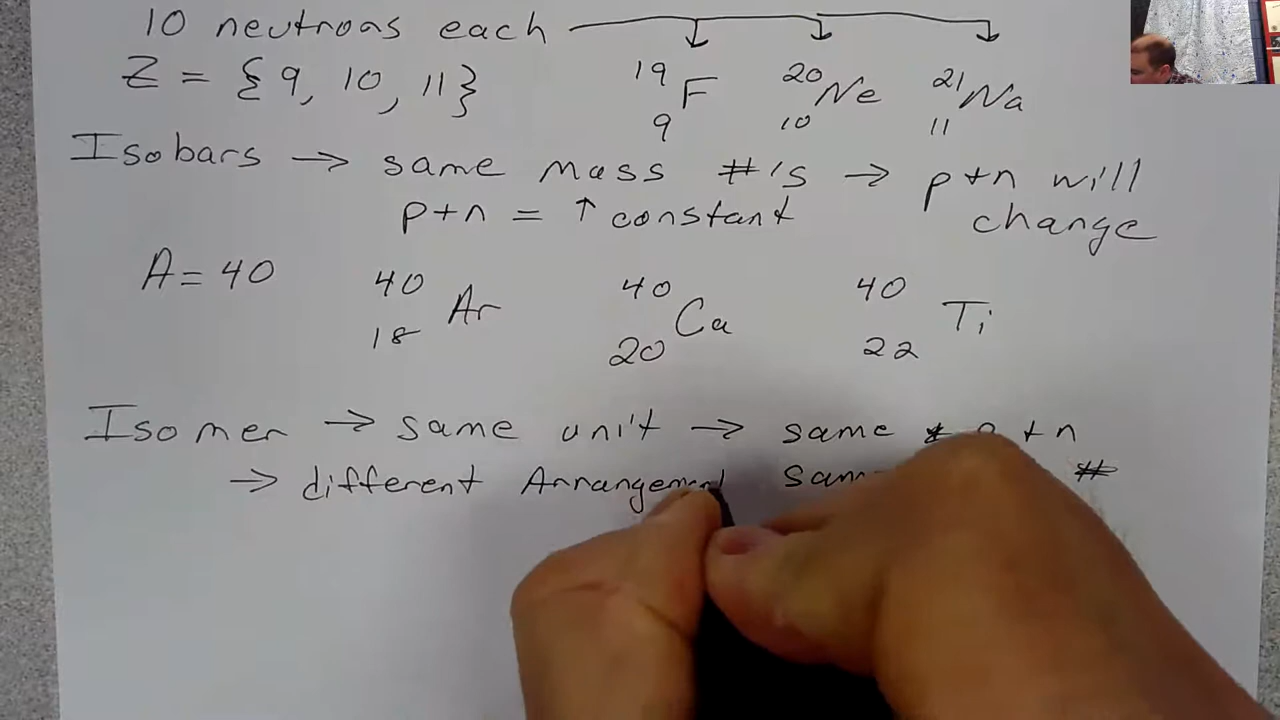 10 neutrons each
Z = {9, 10, 11}
19 F 9
20 Ne 10
21 Na 11
Isobars → same mass #'s → p+n will change
p+n = ↑ constant
A = 40
40 Ar 18
40 Ca 20
40 Ti 22
Isomer → same unit → same + n
→ different Arrangement #